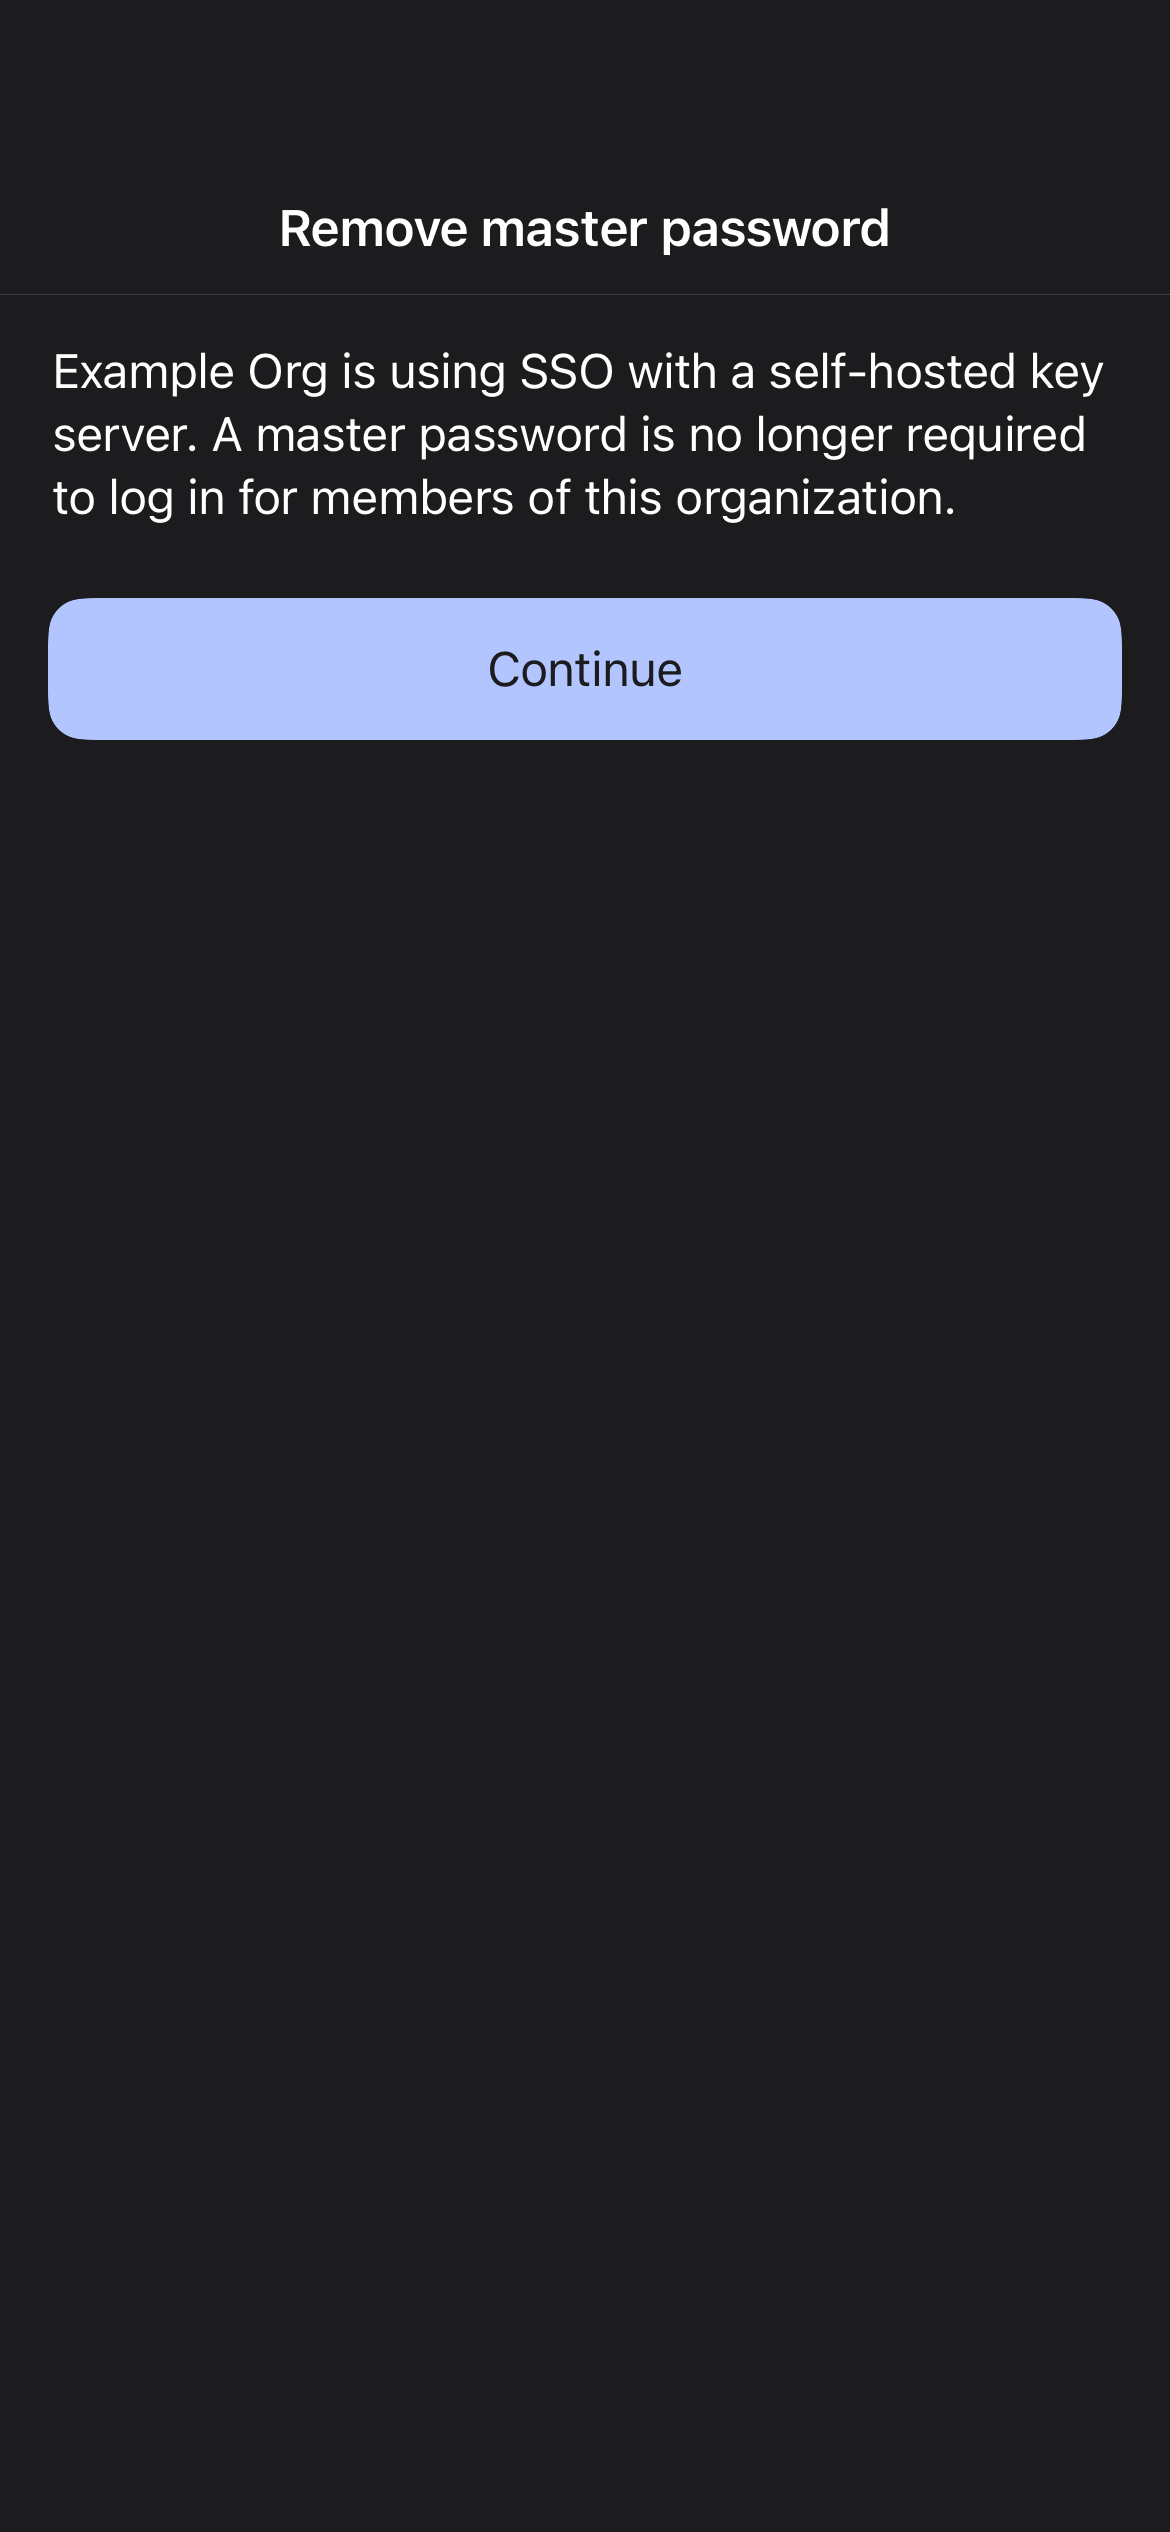 Remove master password
Example Org is using SSO with a self-hosted key
server. A master password is no longer required
to log in for members of this organization.
Continue